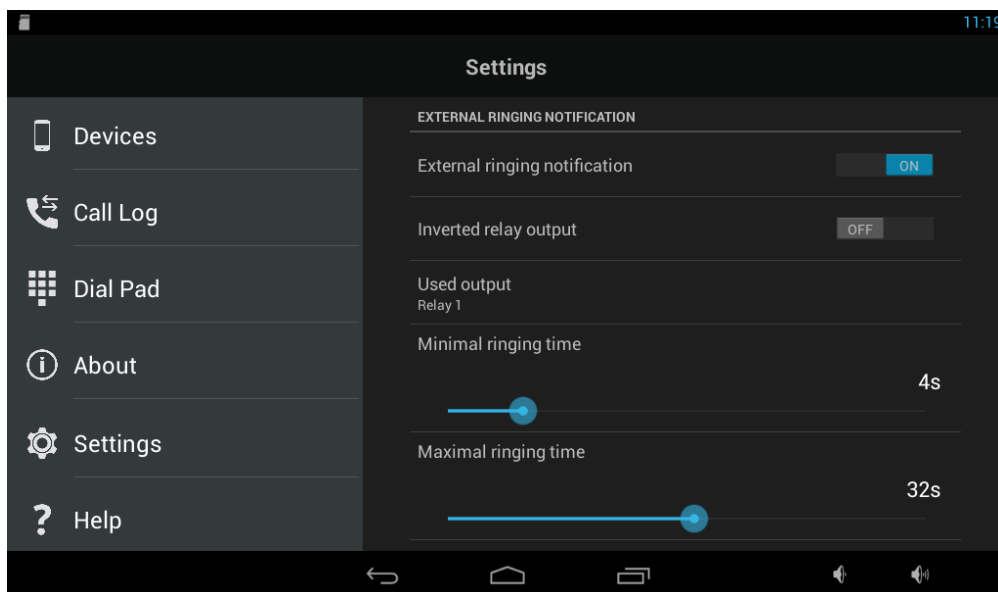 11:19
Settings
Devices
Call Log
Dial Pad
About
Settings
Help
EXTERNAL RINGING NOTIFICATION
External ringing notification
ON
Inverted relay output
OFF
Used output
Relay 1
Minimal ringing time
4s
Maximal ringing time
32s